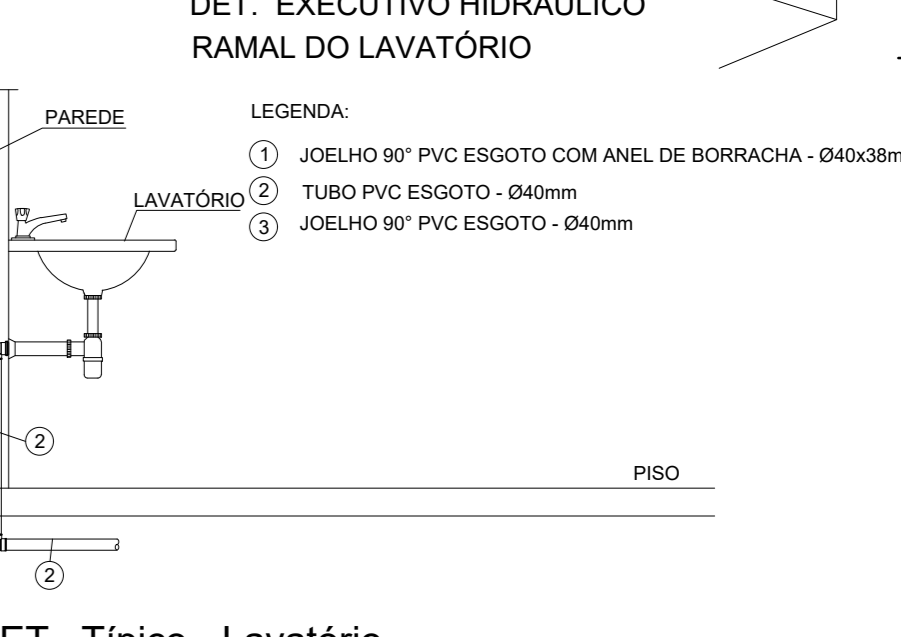 DET. EXECUTIVO HIDRÁULICO
RAMAL DO LAVATÓRIO
PAREDE
LEGENDA:
1 JOELHO 90° PVC ESGOTO COM ANEL DE BORRACHA - Ø40x38m
LAVATÓRIO
2 TUBO PVC ESGOTO - Ø40mm
3 JOELHO 90° PVC ESGOTO - Ø40mm
2
PISO
2
ET. Típico - Lavatório